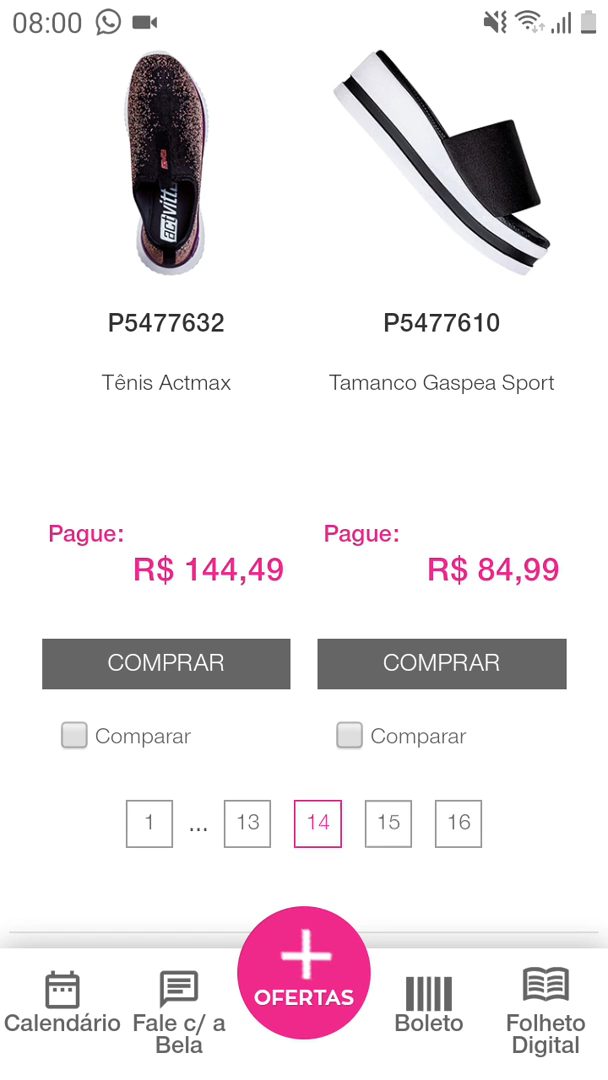 08:00
activitta
P5477632
P5477610
Tênis Actmax
Tamanco Gaspea Sport
Pague:
R$ 144,49
Pague:
R$ 84,99
COMPRAR
COMPRAR
Comparar
Comparar
1 ... 13 14 15 16
OFERTAS
Calendário
Fale c/ a
Bela
Boleto
Folheto
Digital